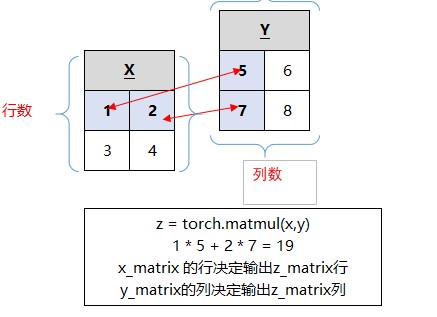 Y
5 6
7 8
X
1 2
3 4
行数
列数
z = torch.matmul(x,y)
1 * 5 + 2 * 7 = 19
x_matrix 的行决定输出z_matrix行
y_matrix的列决定输出z_matrix列